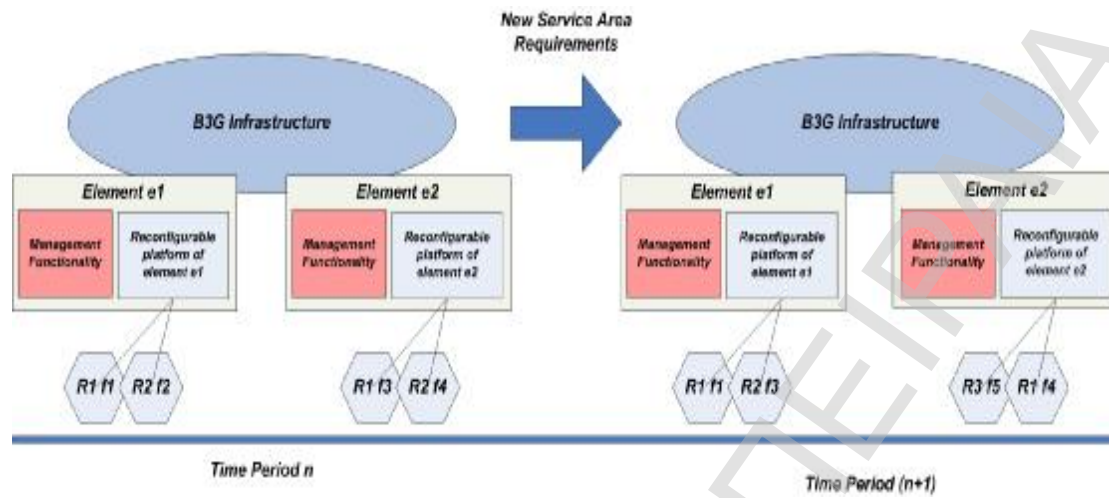 New Service Area
Requirements
B3G Infrastructure
B3G Infrastructure
Element e1
Management
Functionality
Reconfigurable
platform of
element e1
Element e2
Management
Functionality
Reconfigurable
platform of
element e2
Element e1
Management
Functionality
Reconfigurable
platform of
element e1
Element e2
Management
Functionality
Reconfigurable
platform of
element e2
R1 f1
R2 f2
R1 f3
R2 f4
R1 f1
R2 f3
R3 f5
R1 f4
Time Period n
Time Period (n+1)
ΠΕΙΡΑΙΑ